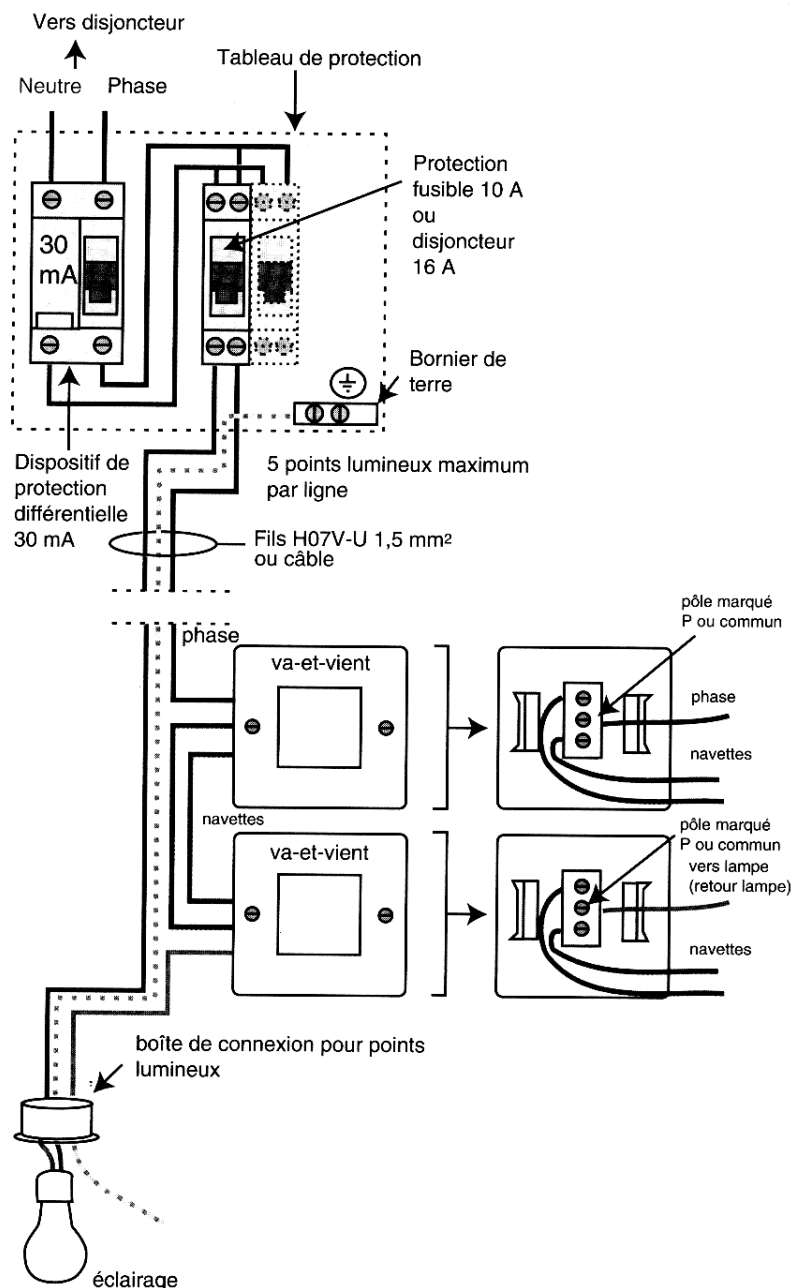 Vers disjoncteur
Neutre Phase
Tableau de protection
Protection
fusible 10 A
ou
disjoncteur
16 A
30
mA
Bornier de
terre
Dispositif de
protection
différentielle
30 mA
5 points lumineux maximum
par ligne
Fils H07V-U 1,5 mm²
ou câble
phase
va-et-vient
pôle marqué
P ou commun
phase
navettes
navettes
va-et-vient
pôle marqué
P ou commun
vers lampe
(retour lampe)
navettes
boîte de connexion pour points
lumineux
éclairage